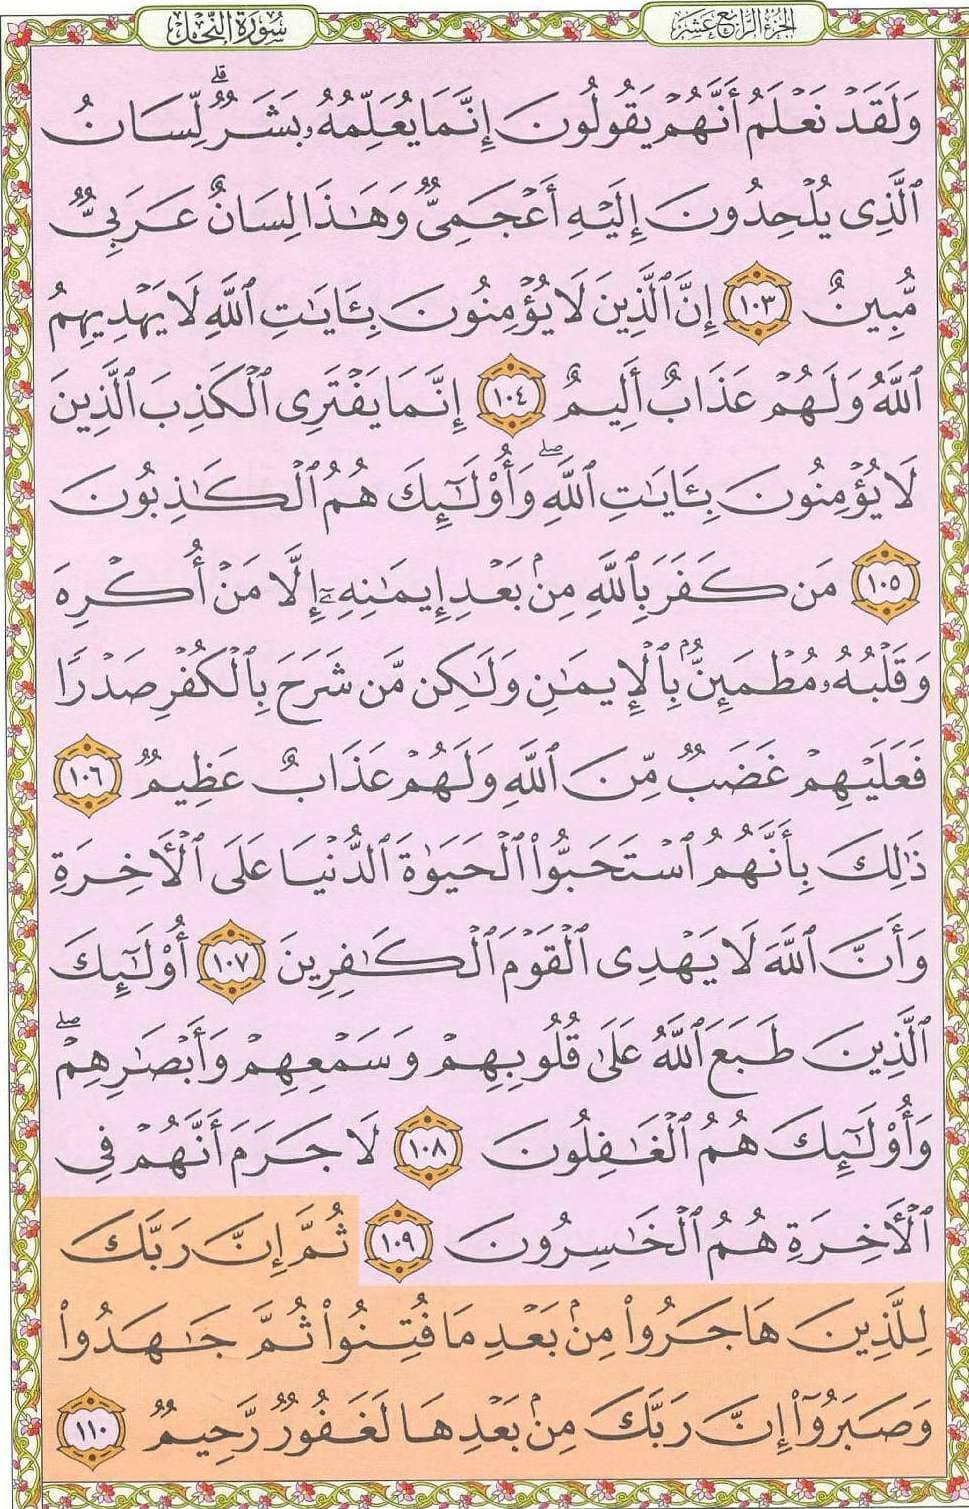 الجزء الرابع عشر
سورة النحل
وَلَقَدْ نَعْلَمُ أَنَّهُمْ يَقُولُونَ إِنَّمَا يُعَلِّمُهُۥ بَشَرٌۗ لِّسَانُ
ٱلَّذِى يُلْحِدُونَ إِلَيْهِ أَعْجَمِىٌّ وَهَٰذَا لِسَانٌ عَرَبِىٌّ
مُّبِينٌ ١٠٣ إِنَّ ٱلَّذِينَ لَا يُؤْمِنُونَ بِـَٔايَٰتِ ٱللَّهِ لَا يَهْدِيهِمُ
ٱللَّهُ وَلَهُمْ عَذَابٌ أَلِيمٌ ١٠٤ إِنَّمَا يَفْتَرِى ٱلْكَذِبَ ٱلَّذِينَ
لَا يُؤْمِنُونَ بِـَٔايَٰتِ ٱللَّهِۖ وَأُو۟لَٰٓئِكَ هُمُ ٱلْكَٰذِبُونَ
١٠٥ مَن كَفَرَ بِٱللَّهِ مِنۢ بَعْدِ إِيمَٰنِهِۦٓ إِلَّا مَنْ أُكْرِهَ
وَقَلْبُهُۥ مُطْمَئِنٌّۢ بِٱلْإِيمَٰنِ وَلَٰكِن مَّن شَرَحَ بِٱلْكُفْرِ صَدْرًا
فَعَلَيْهِمْ غَضَبٌ مِّنَ ٱللَّهِ وَلَهُمْ عَذَابٌ عَظِيمٌ ١٠٦
ذَٰلِكَ بِأَنَّهُمُ ٱسْتَحَبُّوا۟ ٱلْحَيَوٰةَ ٱلدُّنْيَا عَلَى ٱلْـَٔاخِرَةِ
وَأَنَّ ٱللَّهَ لَا يَهْدِى ٱلْقَوْمَ ٱلْكَٰفِرِينَ ١٠٧ أُو۟لَٰٓئِكَ
ٱلَّذِينَ طَبَعَ ٱللَّهُ عَلَىٰ قُلُوبِهِمْ وَسَمْعِهِمْ وَأَبْصَٰرِهِمْۖ
وَأُو۟لَٰٓئِكَ هُمُ ٱلْغَٰفِلُونَ ١٠٨ لَا جَرَمَ أَنَّهُمْ فِى
ٱلْـَٔاخِرَةِ هُمُ ٱلْخَٰسِرُونَ ١٠٩ ثُمَّ إِنَّ رَبَّكَ
لِلَّذِينَ هَاجَرُوا۟ مِنۢ بَعْدِ مَا فُتِنُوا۟ ثُمَّ جَٰهَدُوا۟
وَصَبَرُوٓا۟ إِنَّ رَبَّكَ مِنۢ بَعْدِهَا لَغَفُورٌ رَّحِيمٌ ١١٠